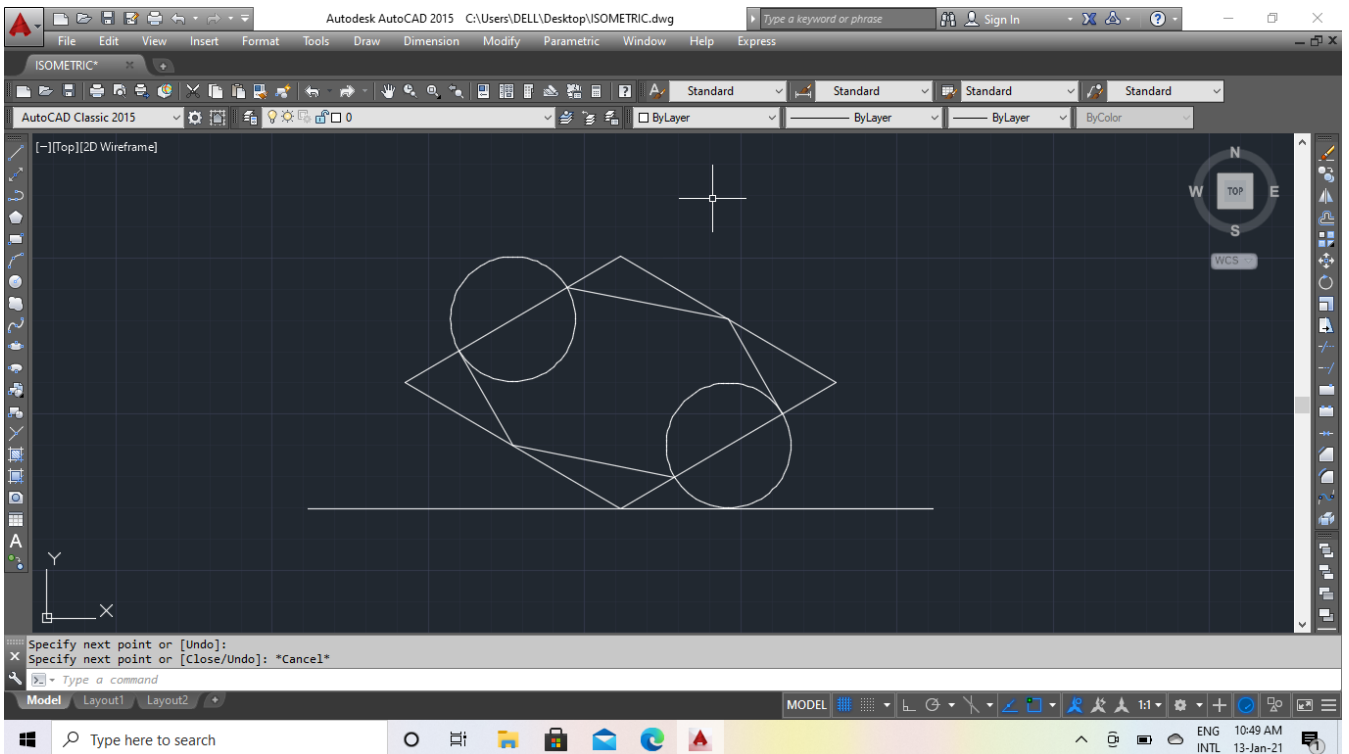 Autodesk AutoCAD 2015 C:\Users\DELL\Desktop\ISOMETRIC.dwg
Type a keyword or phrase
Sign In
File Edit View Insert Format Tools Draw Dimension Modify Parametric Window Help Express
ISOMETRIC*
Standard Standard Standard Standard
AutoCAD Classic 2015
0
ByLayer ByLayer ByLayer ByColor
[−][Top][2D Wireframe]
N
W TOP E
S
WCS
Y
X
Specify next point or [Undo]:
Specify next point or [Close/Undo]: *Cancel*
Type a command
Model Layout1 Layout2 +
MODEL 1:1
Type here to search
ENG 10:49 AM
INTL 13-Jan-21